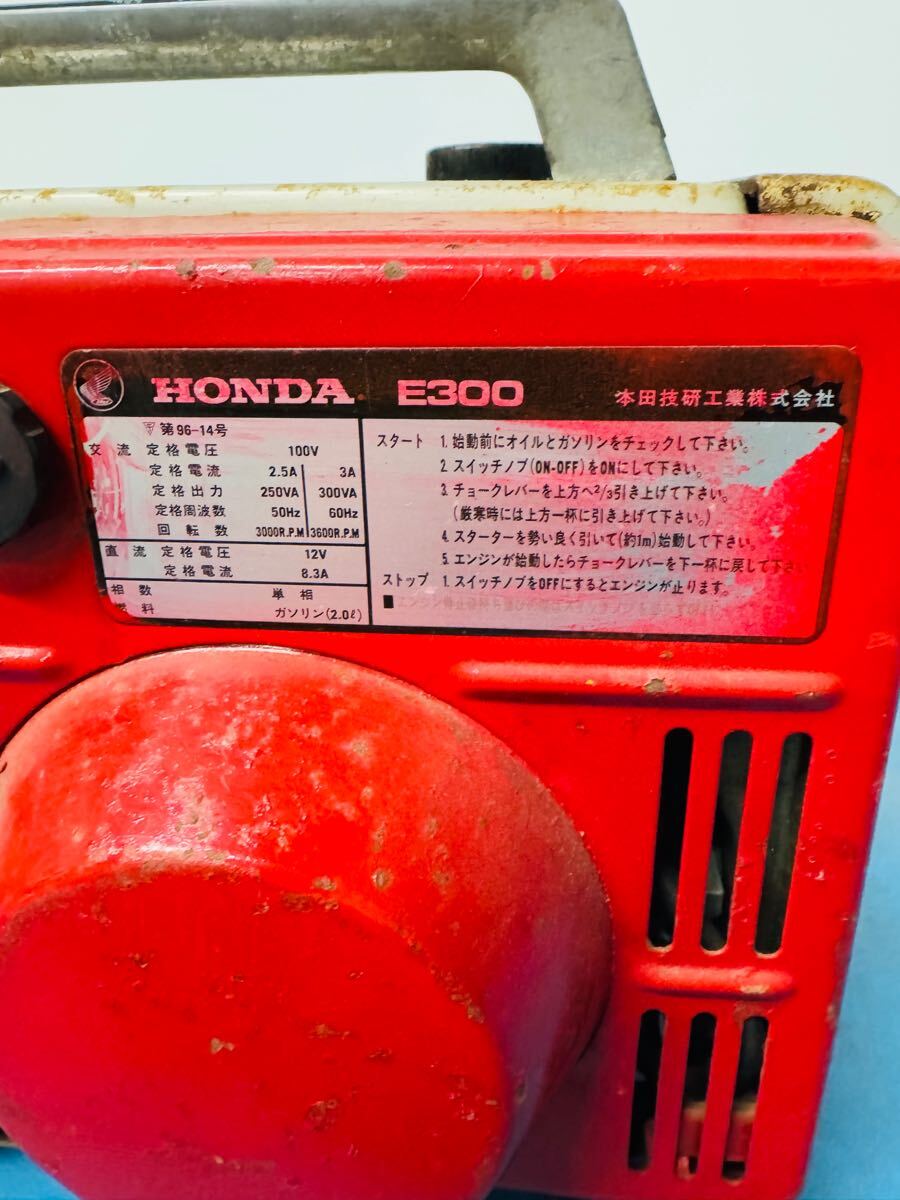 HONDA E300 本田技研工業株式会社
第96-14号
交流 定格電圧 100V
定格電流 2.5A 3A
定格出力 250VA 300VA
定格周波数 50Hz 60Hz
回転数 3000R.P.M 3600R.P.M
直流 定格電圧 12V
定格電流 8.3A
相数 単相
燃料 ガソリン(2.0ℓ)
スタート 1. 始動前にオイルとガソリンをチェックして下さい。
2. スイッチノブ(ON-OFF)をONにして下さい。
3. チョークレバーを上方へ2/3引き上げて下さい。
(厳寒時には上方一杯に引き上げて下さい。)
4. スターターを勢い良く引いて(約1m)始動して下さい。
5. エンジンが始動したらチョークレバーを下一杯に戻して下さい
ストップ 1. スイッチノブをOFFにするとエンジンが止ります。